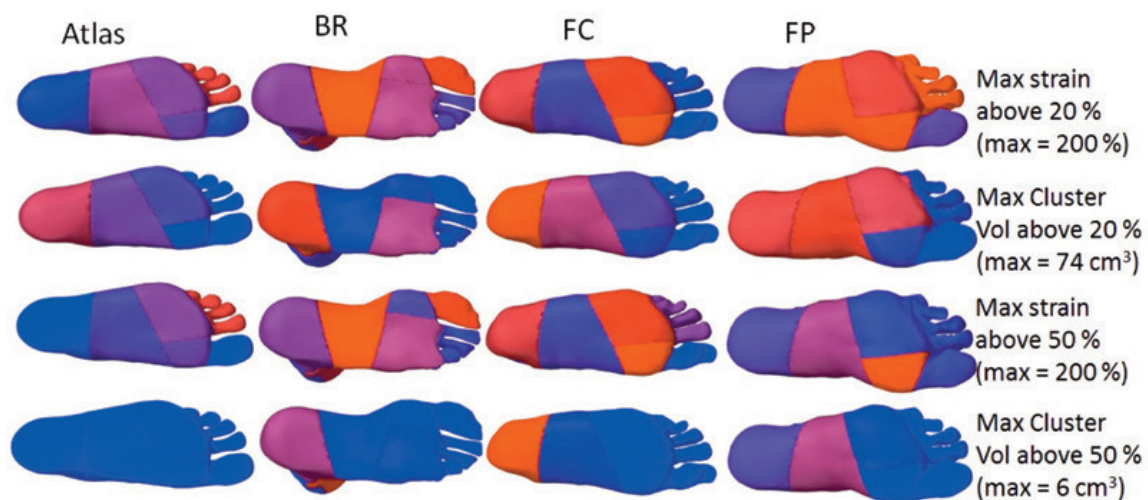 Atlas
BR
FC
FP
Max strain
above 20 %
(max = 200 %)
Max Cluster
Vol above 20 %
(max = 74 cm³)
Max strain
above 50 %
(max = 200 %)
Max Cluster
Vol above 50 %
(max = 6 cm³)